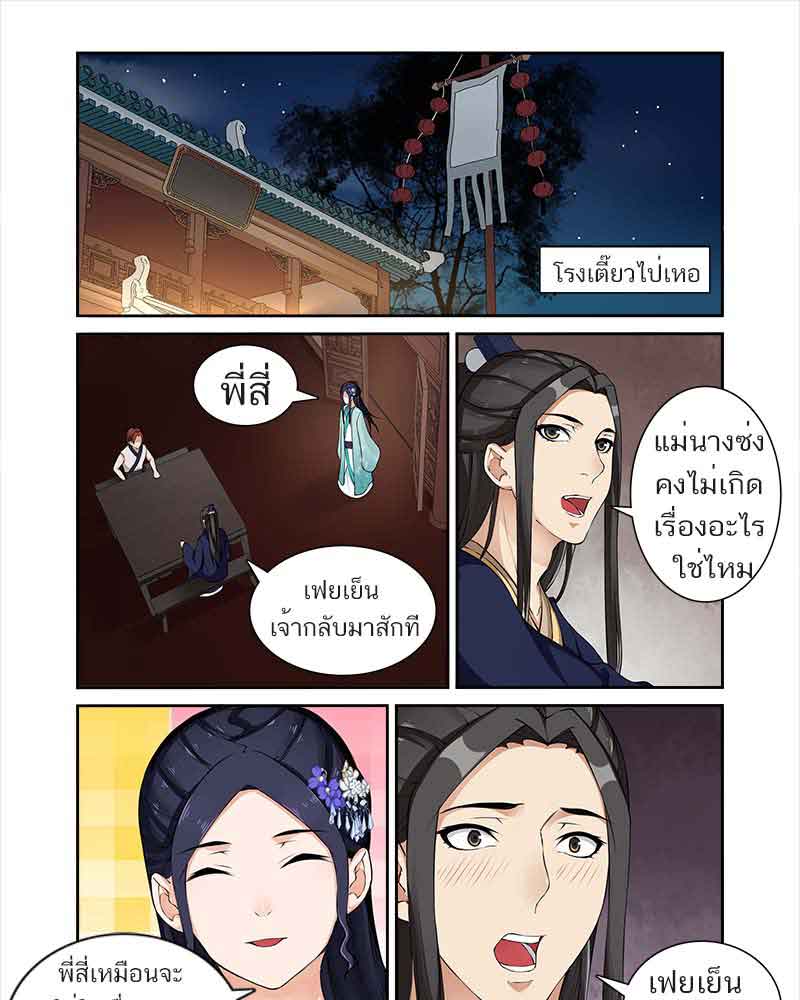 โรงเตี๊ยวไป่เหอ
พี่สี่
เฟยเย็น
เจ้ากลับมาสักที
แม่นางซ่ง
คงไม่เกิด
เรื่องอะไร
ใช่ไหม
พี่สี่เหมือนจะ
เฟยเย็น